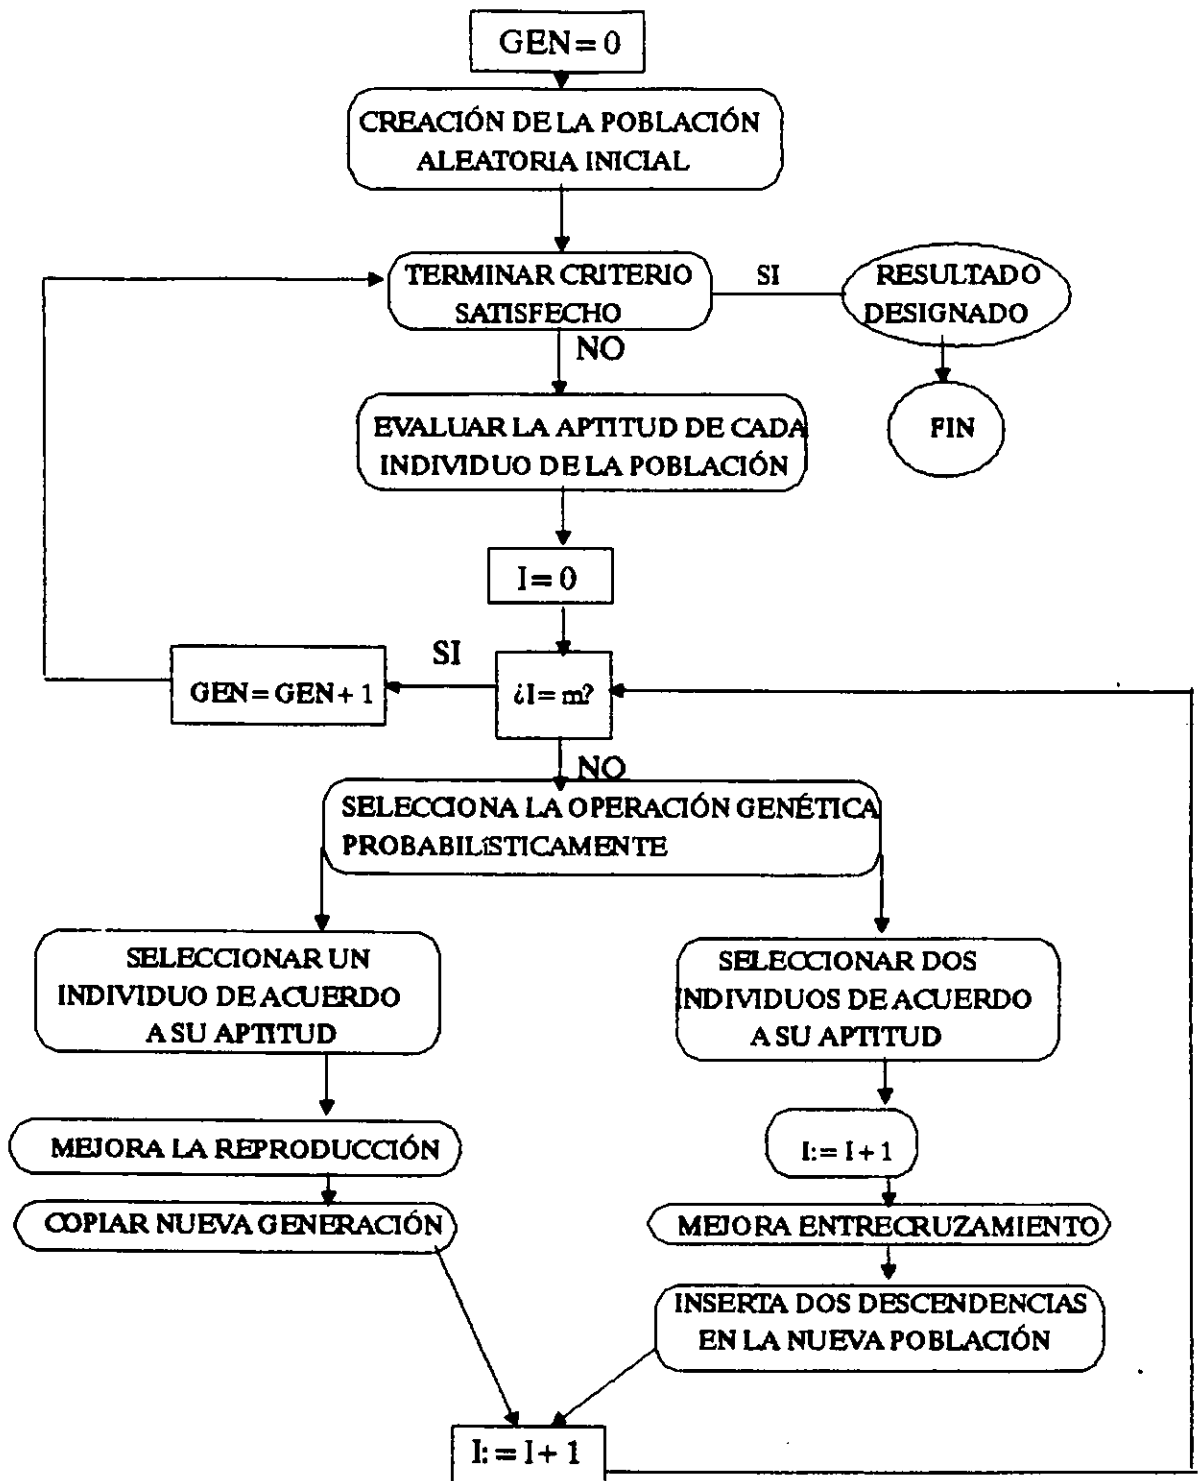 GEN = 0
CREACIÓN DE LA POBLACIÓN
ALEATORIA INICIAL
TERMINAR CRITERIO
SATISFECHO
SI
RESULTADO
DESIGNADO
NO
FIN
EVALUAR LA APTITUD DE CADA
INDIVIDUO DE LA POBLACIÓN
I = 0
SI
GEN = GEN + 1
¿I = m?
NO
SELECCIONA LA OPERACIÓN GENÉTICA
PROBABILÍSTICAMENTE
SELECCIONAR UN
INDIVIDUO DE ACUERDO
A SU APTITUD
SELECCIONAR DOS
INDIVIDUOS DE ACUERDO
A SU APTITUD
MEJORA LA REPRODUCCIÓN
I: = I + 1
COPIAR NUEVA GENERACIÓN
MEJORA ENTRECRUZAMIENTO
INSERTA DOS DESCENDENCIAS
EN LA NUEVA POBLACIÓN
I: = I + 1